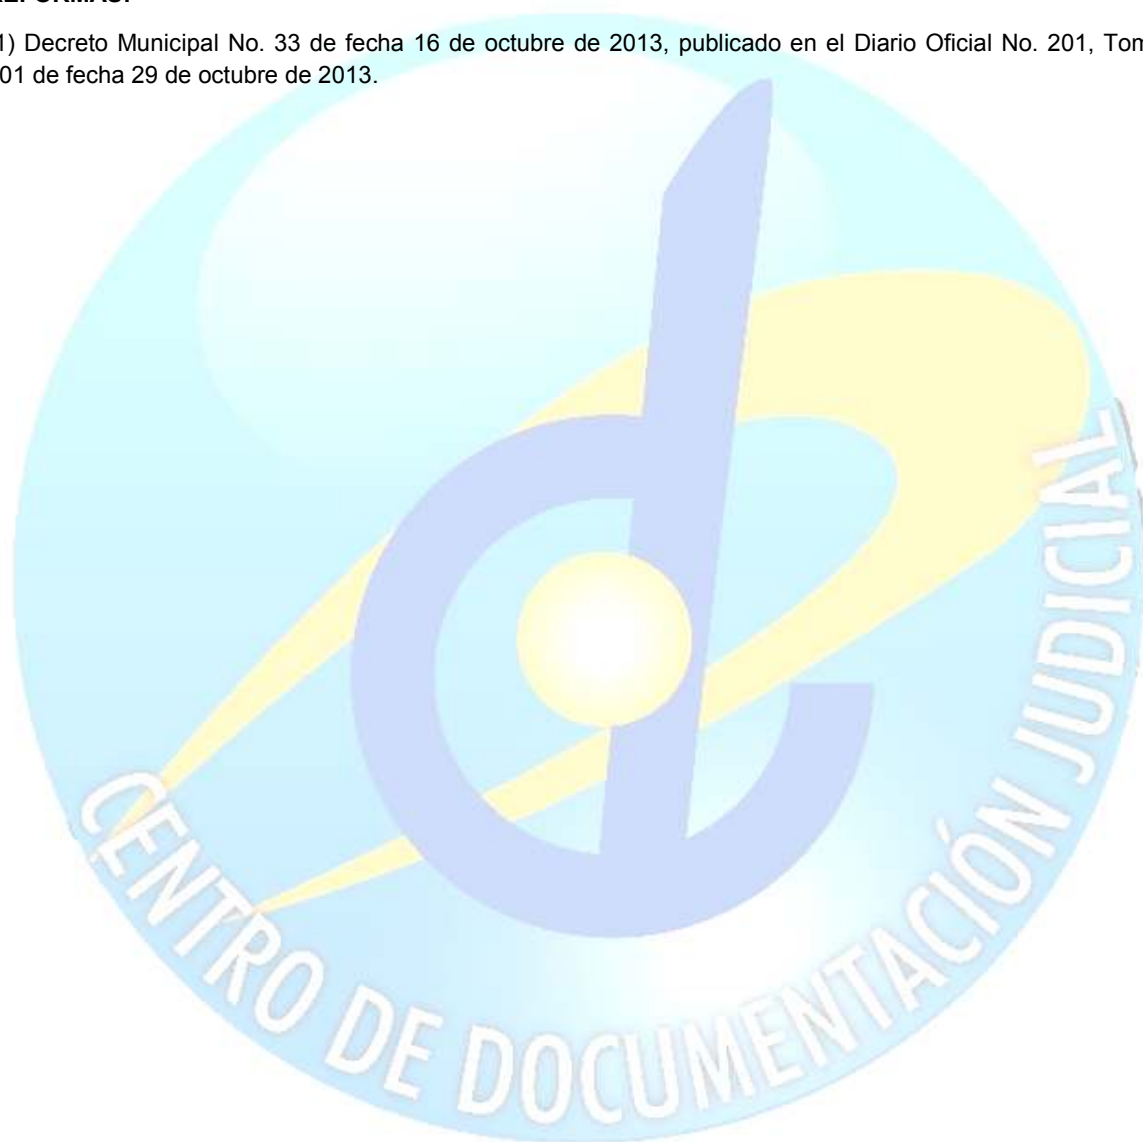 1) Decreto Municipal No. 33 de fecha 16 de octubre de 2013, publicado en el Diario Oficial No. 201, Tom
01 de fecha 29 de octubre de 2013.
CENTRO DE DOCUMENTACIÓN JUDICIAL